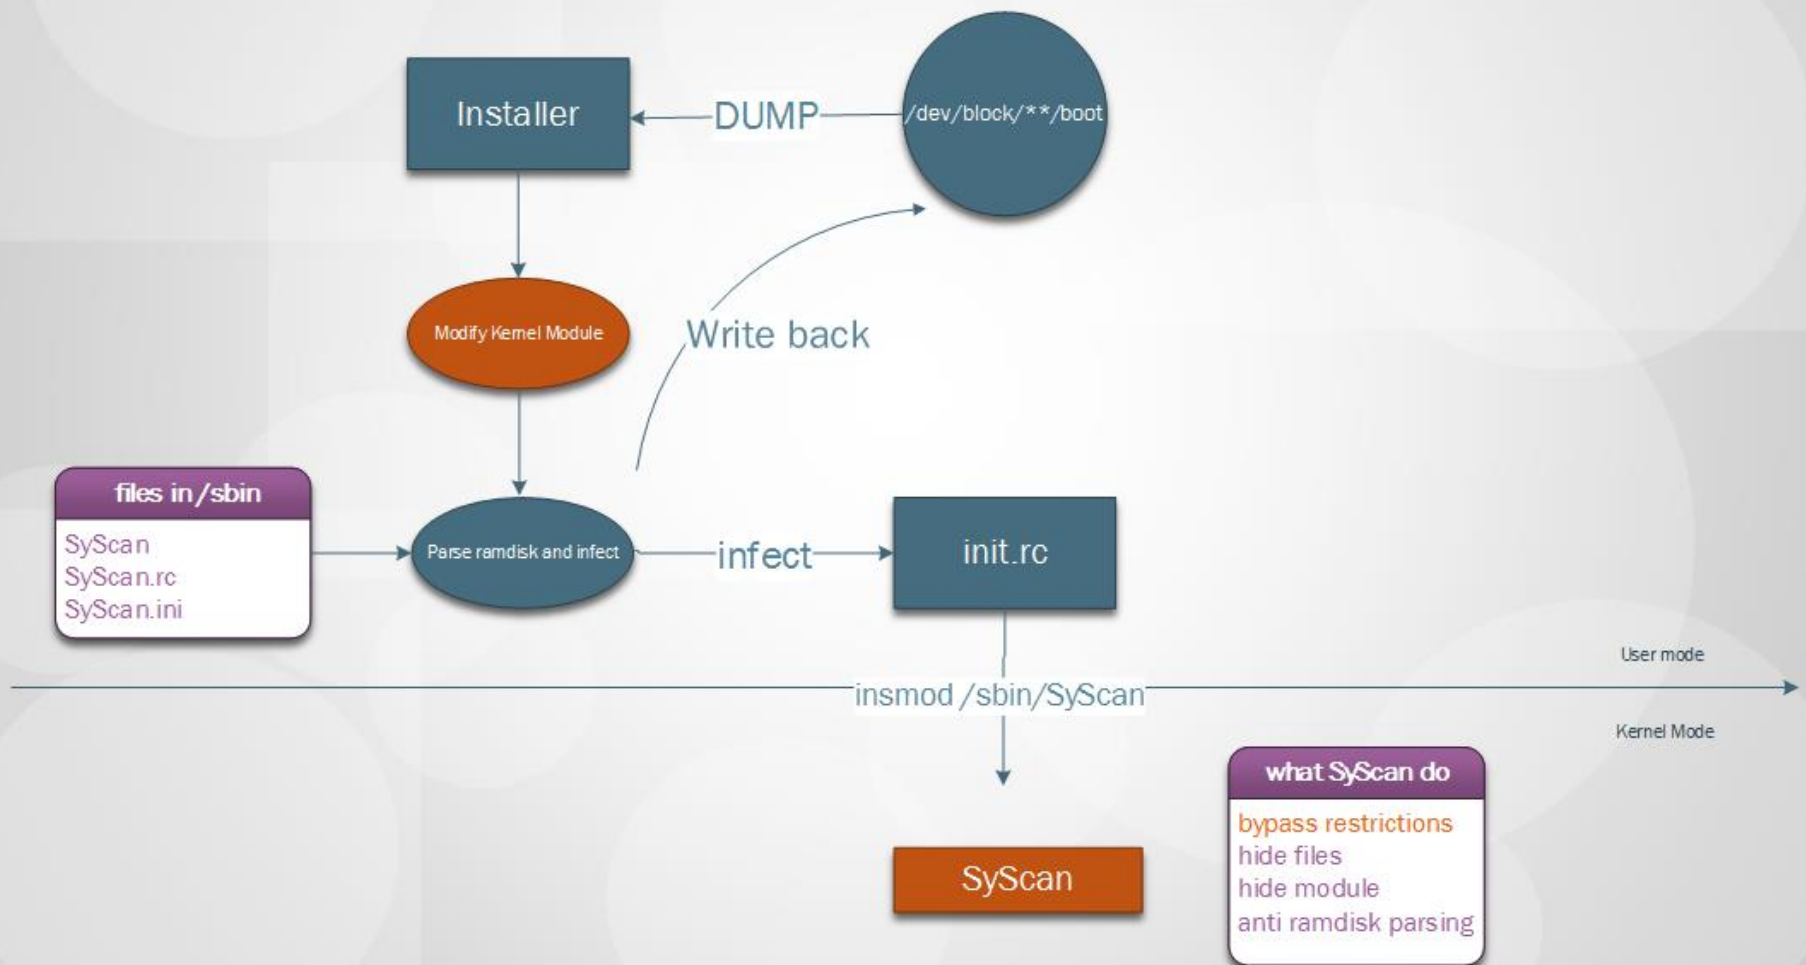 Installer
DUMP
/dev/block/**/boot
Modify Kernel Module
Write back
files in /sbin
SyScan
SyScan.rc
SyScan.ini
Parse ramdisk and infect
infect
init.rc
User mode
insmod /sbin/SyScan
Kernel Mode
SyScan
what SyScan do
bypass restrictions
hide files
hide module
anti ramdisk parsing